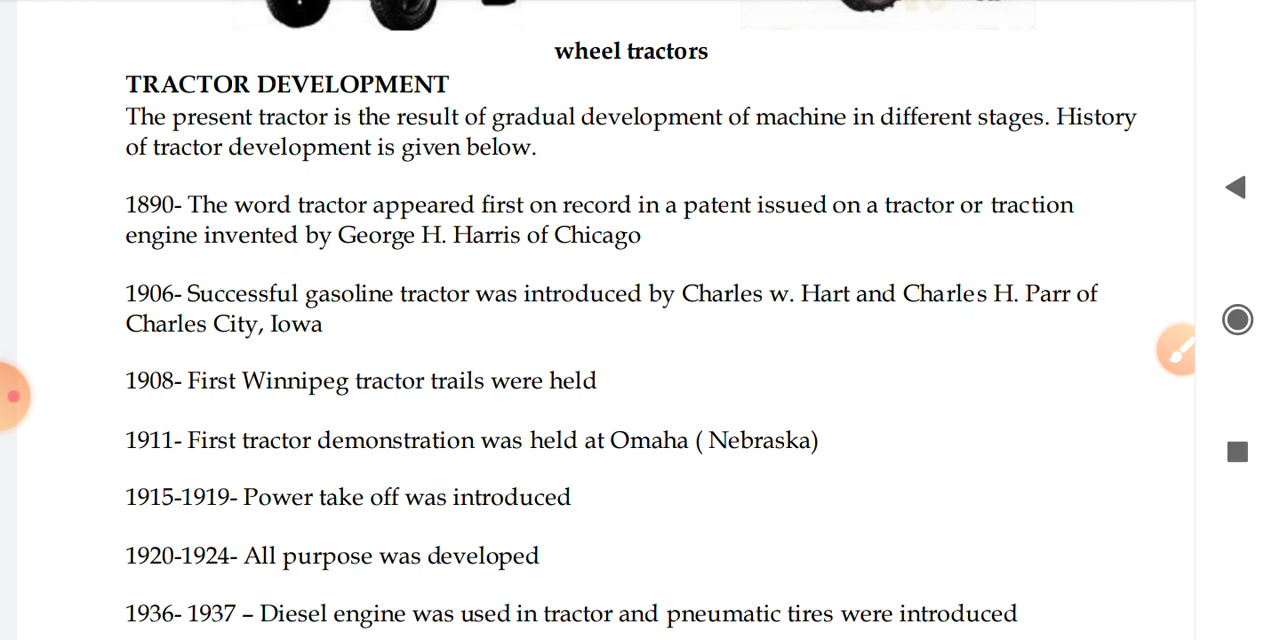 wheel tractors
TRACTOR DEVELOPMENT
The present tractor is the result of gradual development of machine in different stages. History
of tractor development is given below.
1890- The word tractor appeared first on record in a patent issued on a tractor or traction
engine invented by George H. Harris of Chicago
1906- Successful gasoline tractor was introduced by Charles w. Hart and Charles H. Parr of
Charles City, Iowa
1908- First Winnipeg tractor trails were held
1911- First tractor demonstration was held at Omaha ( Nebraska)
1915-1919- Power take off was introduced
1920-1924- All purpose was developed
1936- 1937 – Diesel engine was used in tractor and pneumatic tires were introduced